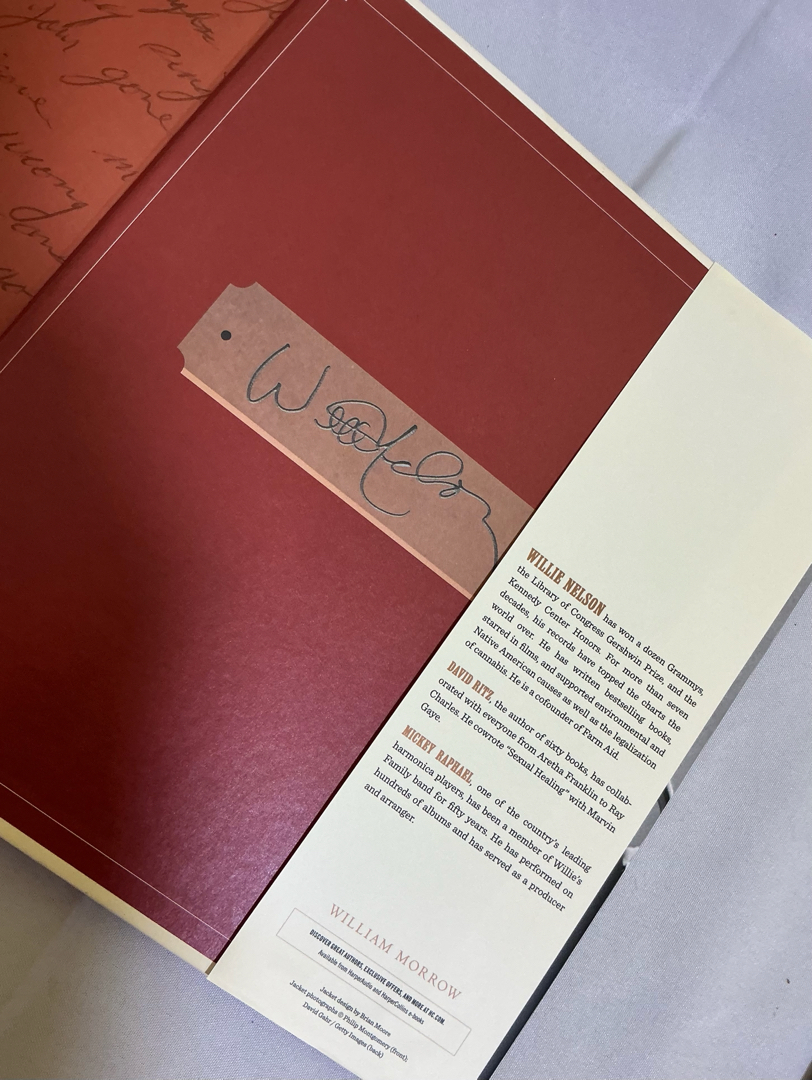 gone
wrong
Willie Nelson
WILLIE NELSON has won a dozen Grammys,
the Library of Congress Gershwin Prize, and the
Kennedy Center Honors. For more than seven
decades, his records have topped the charts the
world over. He has written bestselling books,
starred in films, and supported environmental and
Native American causes as well as the legalization
of cannabis. He is a cofounder of Farm Aid.
DAVID RITZ, the author of sixty books, has collab-
orated with everyone from Aretha Franklin to Ray
Charles. He cowrote “Sexual Healing” with Marvin
Gaye.
MICKEY RAPHAEL, one of the country’s leading
harmonica players, has been a member of Willie’s
Family band for fifty years. He has performed on
hundreds of albums and has served as a producer
and arranger.
WILLIAM MORROW
DISCOVER GREAT AUTHORS, EXCLUSIVE OFFERS, AND MORE AT HC.COM.
Available from HarperAudio and HarperCollins e-books
Jacket design by Brian Moore
Jacket photographs © Philip Montgomery (front);
David Gahr / Getty Images (back)